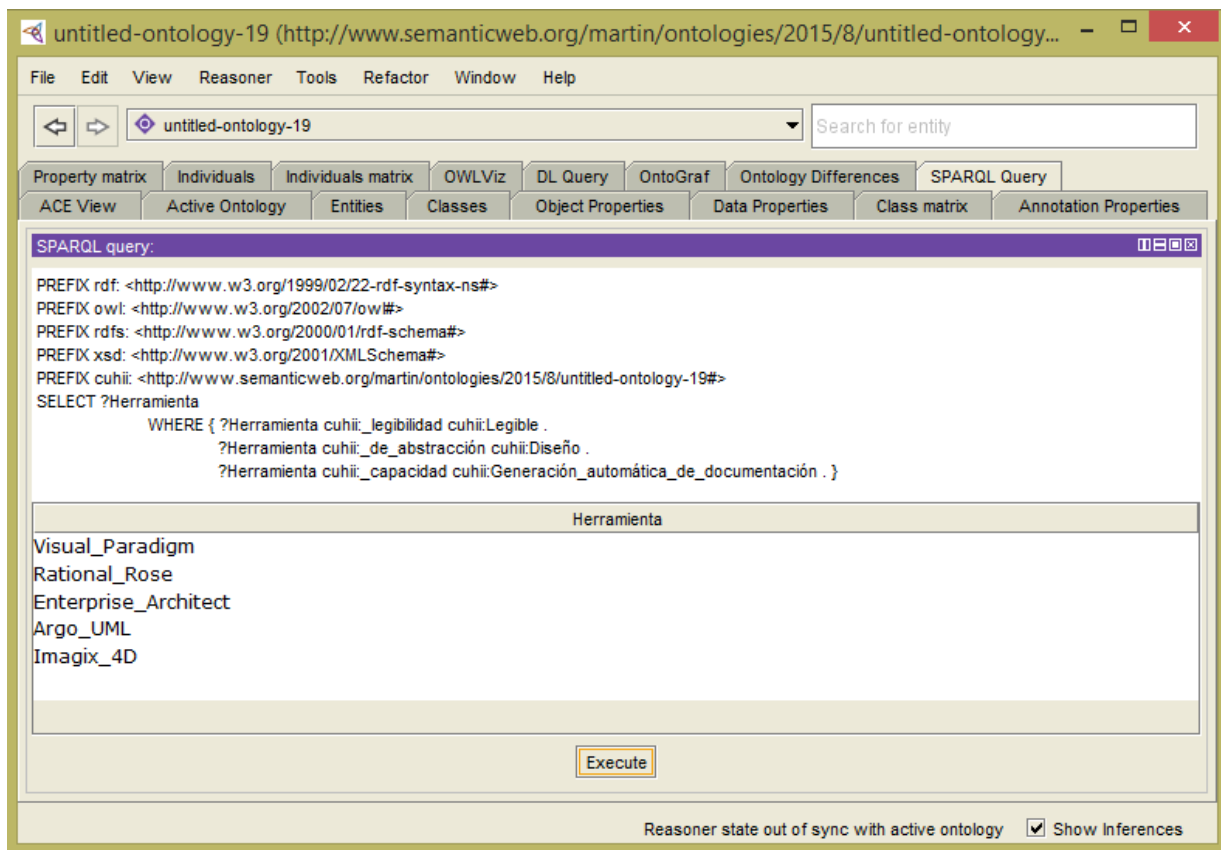 untitled-ontology-19 (http://www.semanticweb.org/martin/ontologies/2015/8/untitled-ontology...
File Edit View Reasoner Tools Refactor Window Help
untitled-ontology-19 Search for entity
Property matrix Individuals Individuals matrix OWLViz DL Query OntoGraf Ontology Differences SPARQL Query
ACE View Active Ontology Entities Classes Object Properties Data Properties Class matrix Annotation Properties
SPARQL query:
PREFIX rdf: <http://www.w3.org/1999/02/22-rdf-syntax-ns#>
PREFIX owl: <http://www.w3.org/2002/07/owl#>
PREFIX rdfs: <http://www.w3.org/2000/01/rdf-schema#>
PREFIX xsd: <http://www.w3.org/2001/XMLSchema#>
PREFIX cuhii: <http://www.semanticweb.org/martin/ontologies/2015/8/untitled-ontology-19#>
SELECT ?Herramienta
WHERE { ?Herramienta cuhii:_legibilidad cuhii:Legible .
?Herramienta cuhii:_de_abstracción cuhii:Diseño .
?Herramienta cuhii:_capacidad cuhii:Generación_automática_de_documentación . }
Herramienta
Visual_Paradigm
Rational_Rose
Enterprise_Architect
Argo_UML
Imagix_4D
Execute
Reasoner state out of sync with active ontology Show Inferences